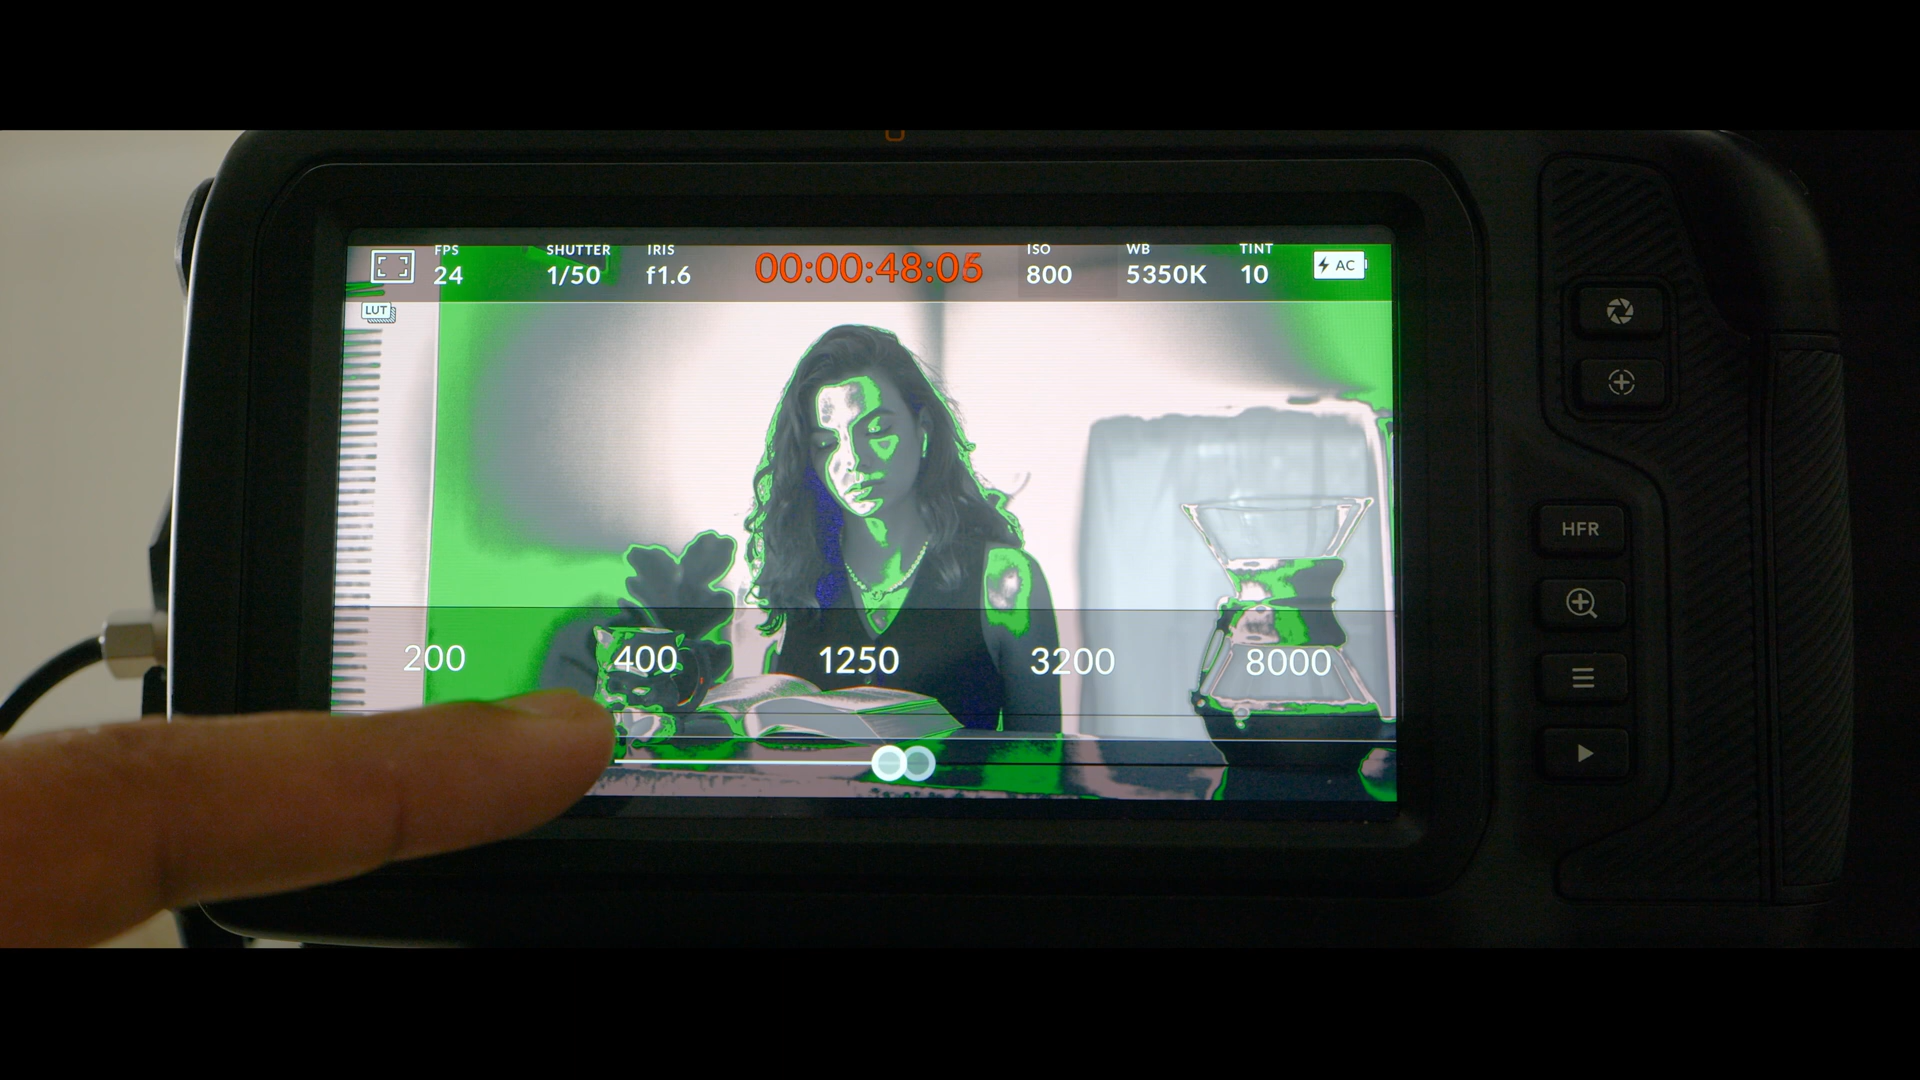 FPS SHUTTER IRIS 00:00:48:05 ISO WB TINT
24 1/50 f1.6 800 5350K 10 AC
LUT
HFR
200 400 1250 3200 8000